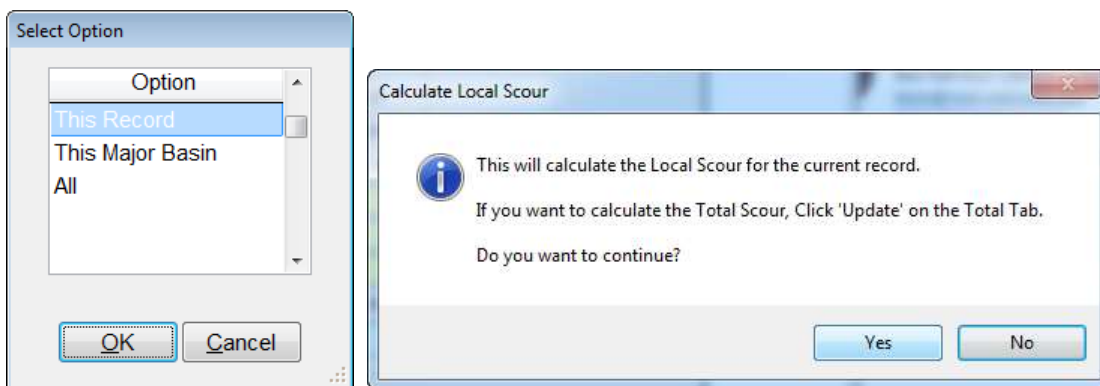 Select Option
Option
This Record
This Major Basin
All
OK
Cancel
Calculate Local Scour
This will calculate the Local Scour for the current record.
If you want to calculate the Total Scour, Click 'Update' on the Total Tab.
Do you want to continue?
Yes
No